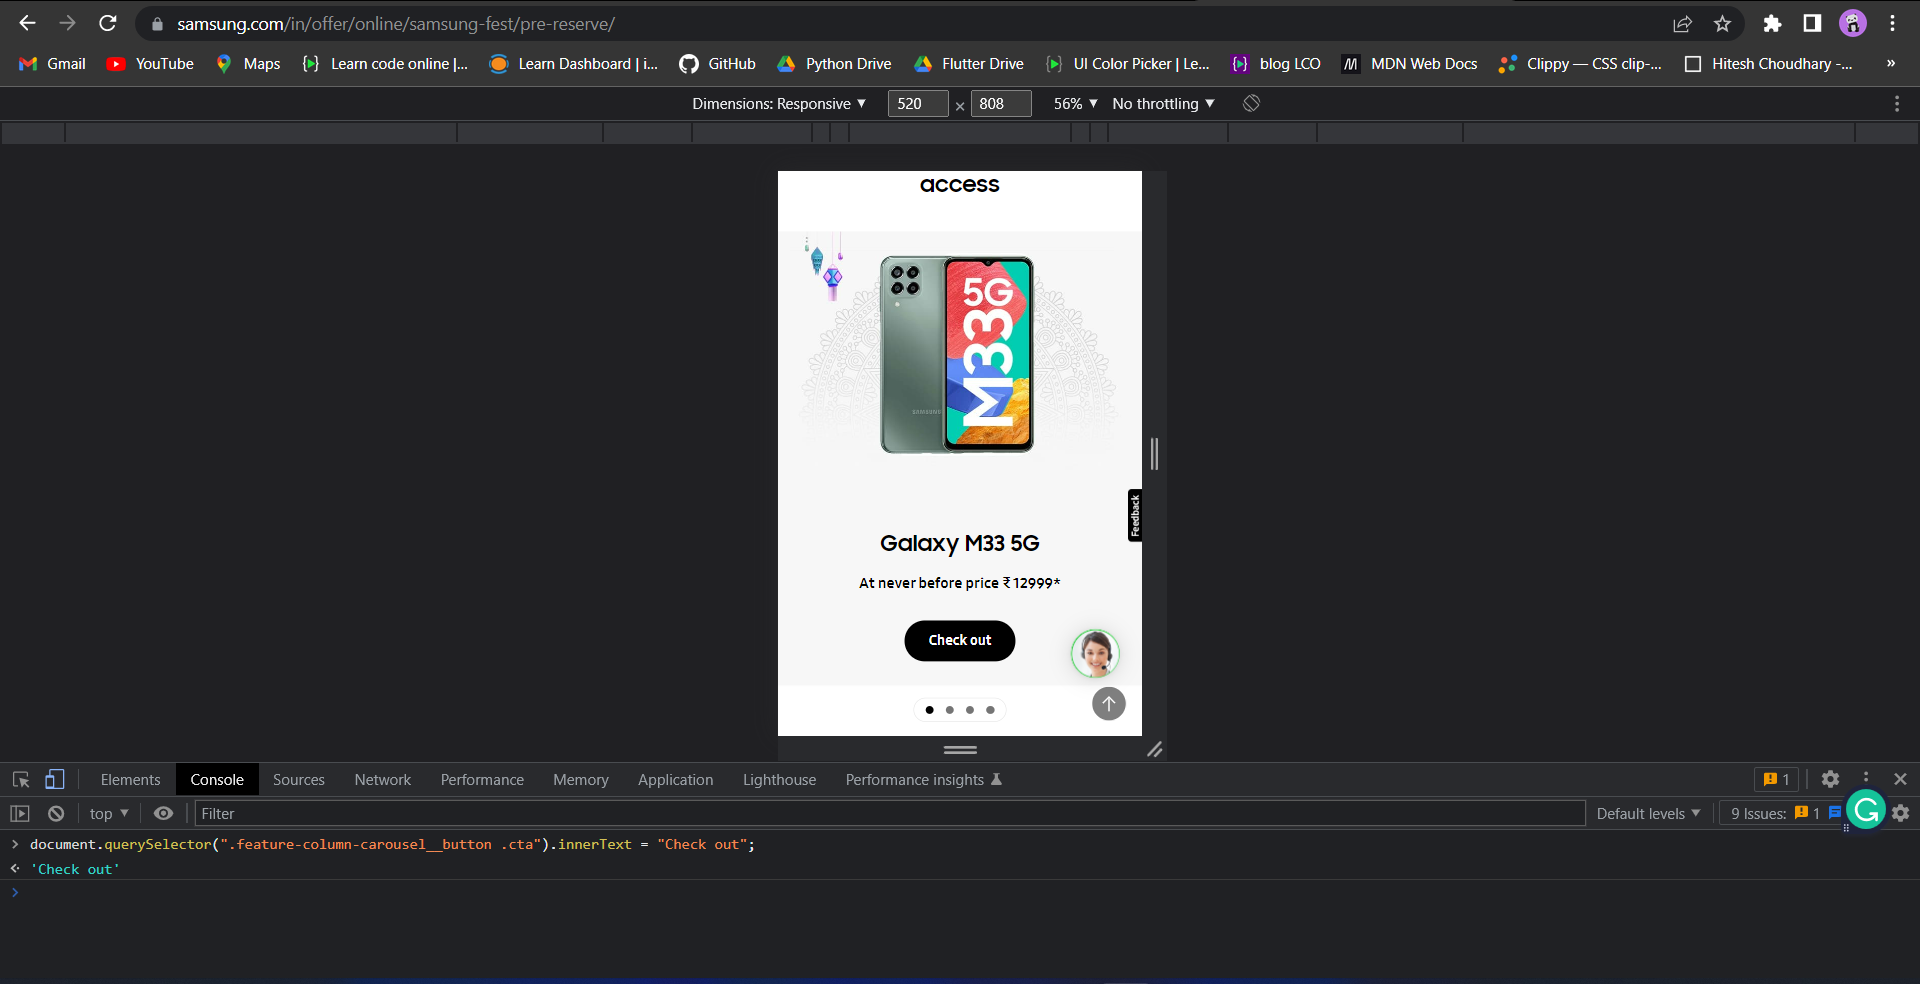 samsung.com/in/offer/online/samsung-fest/pre-reserve/
Gmail YouTube Maps Learn code online |... Learn Dashboard | i... GitHub Python Drive Flutter Drive UI Color Picker | Le... blog LCO MDN Web Docs Clippy — CSS clip-... Hitesh Choudhary -... »
Dimensions: Responsive ▼ 520 × 808 56% ▼ No throttling ▼
access
SAMSUNG
M33 5G
Feedback
Galaxy M33 5G
At never before price ₹ 12999*
Check out
Elements Console Sources Network Performance Memory Application Lighthouse Performance insights 1
top ▼ Filter Default levels ▼ 9 Issues: 1
> document.querySelector(".feature-column-carousel__button .cta").innerText = "Check out";
'Check out'
>